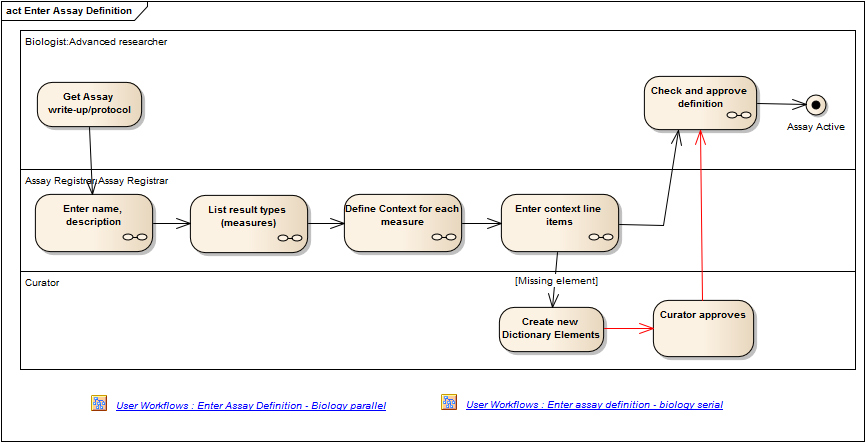 act Enter Assay Definition
Biologist:Advanced researcher
Get Assay
write-up/protocol
Check and approve
definition
Assay Active
Assay Registrar:Assay Registrar
Enter name,
description
List result types
(measures)
Define Context for each
measure
Enter context line
items
Curator
[Missing element]
Create new
Dictionary Elements
Curator approves
User Workflows : Enter Assay Definition - Biology parallel
User Workflows : Enter assay definition - biology serial